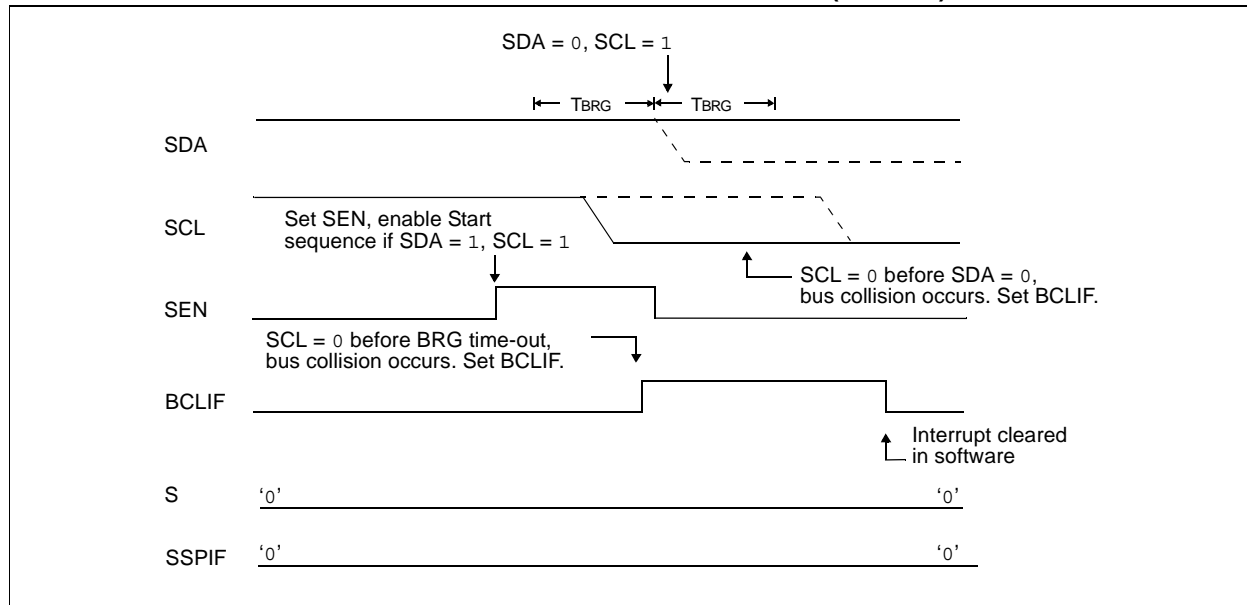 SDA = 0, SCL = 1
TBRG TBRG
SDA
SCL
Set SEN, enable Start
sequence if SDA = 1, SCL = 1
SCL = 0 before SDA = 0,
bus collision occurs. Set BCLIF.
SEN
SCL = 0 before BRG time-out,
bus collision occurs. Set BCLIF.
BCLIF
Interrupt cleared
in software
S ‘0’ ‘0’
SSPIF ‘0’ ‘0’